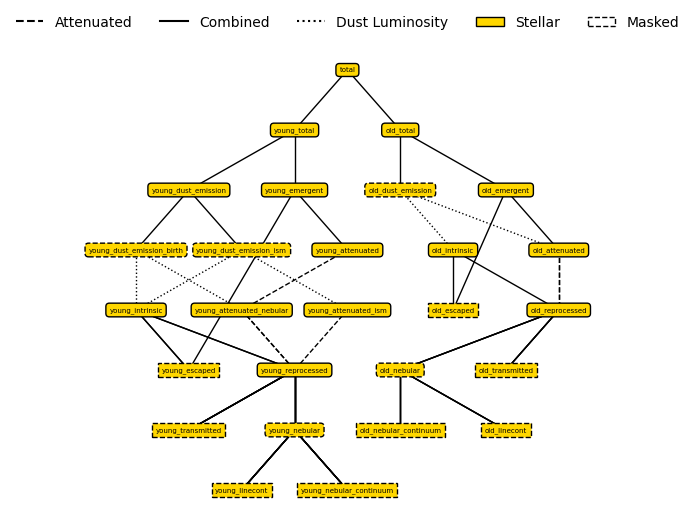 Attenuated Combined Dust Luminosity Stellar Masked
total
young_total old_total
young_dust_emission young_emergent old_dust_emission old_emergent
young_dust_emission_birth young_dust_emission_ism young_attenuated old_intrinsic old_attenuated
young_intrinsic young_attenuated_nebular young_attenuated_ism old_escaped old_reprocessed
young_escaped young_reprocessed old_nebular old_transmitted
young_transmitted young_nebular old_nebular_continuum old_linecont
young_linecont young_nebular_continuum